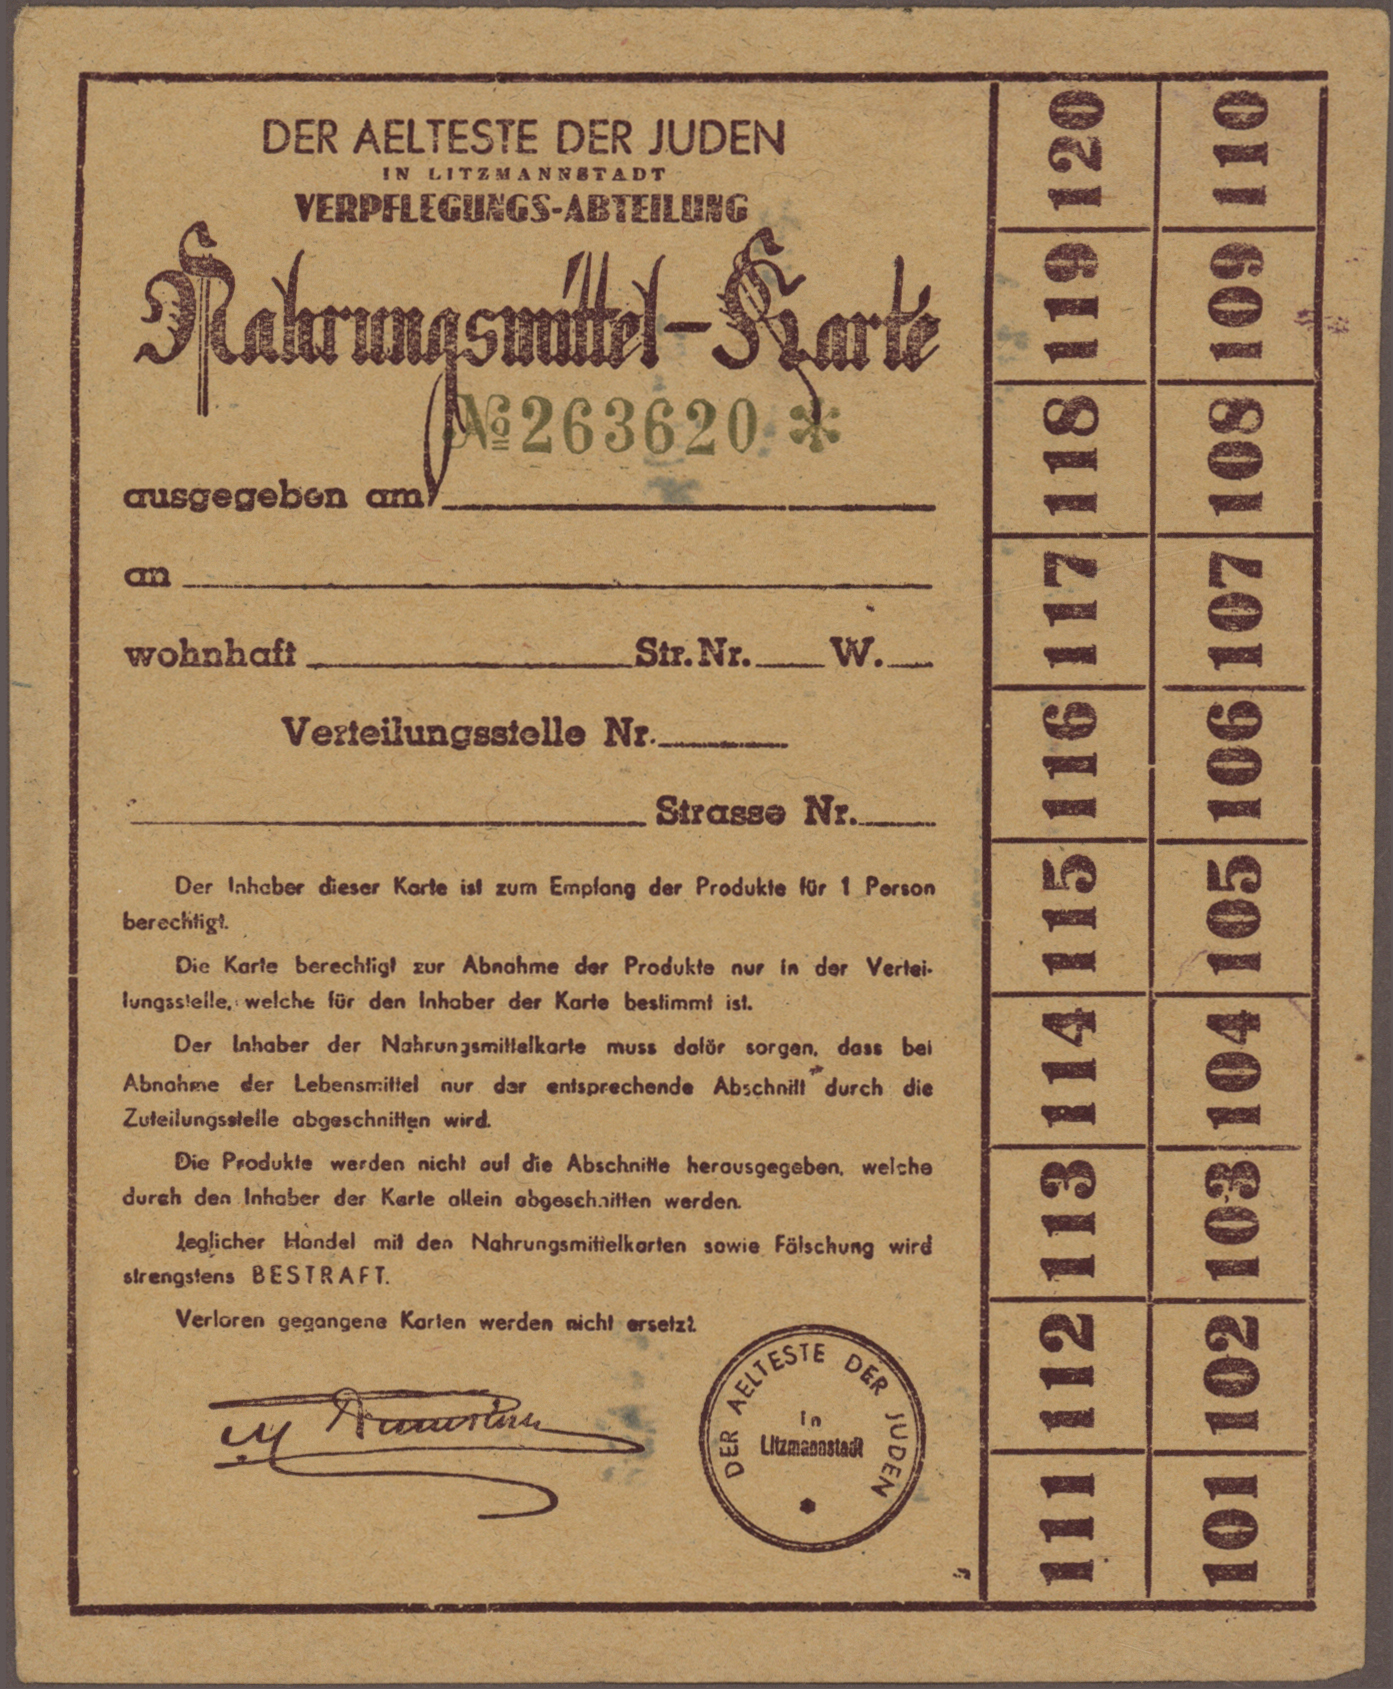 DER AELTESTE DER JUDEN
IN LITZMANNSTADT
VERPFLEGUNGS-ABTEILUNG
Nahrungsmittel-Karte
№ 263620 *
ausgegeben am
an
wohnhaft Str. Nr. W.
Verteilungsstelle Nr.
Strasse Nr.
Der Inhaber dieser Karte ist zum Empfang der Produkte für 1 Person
berechtigt.
Die Karte berechtigt zur Abnahme der Produkte nur in der Vertei-
lungsstelle, welche für den Inhaber der Karte bestimmt ist.
Der Inhaber der Nahrungsmittelkarte muss dafür sorgen, dass bei
Abnahme der Lebensmittel nur der entsprechende Abschnitt durch die
Zuteilungsstelle abgeschnitten wird.
Die Produkte werden nicht auf die Abschnitte herausgegeben, welche
durch den Inhaber der Karte allein abgeschnitten werden.
Jeglicher Handel mit den Nahrungsmittelkarten sowie Fälschung wird
strengstens BESTRAFT.
Verloren gegangene Karten werden nicht ersetzt.
DER AELTESTE DER JUDEN
in
Litzmannstadt
120 110
119 109
118 108
117 107
116 106
115 105
114 104
113 103
112 102
111 101